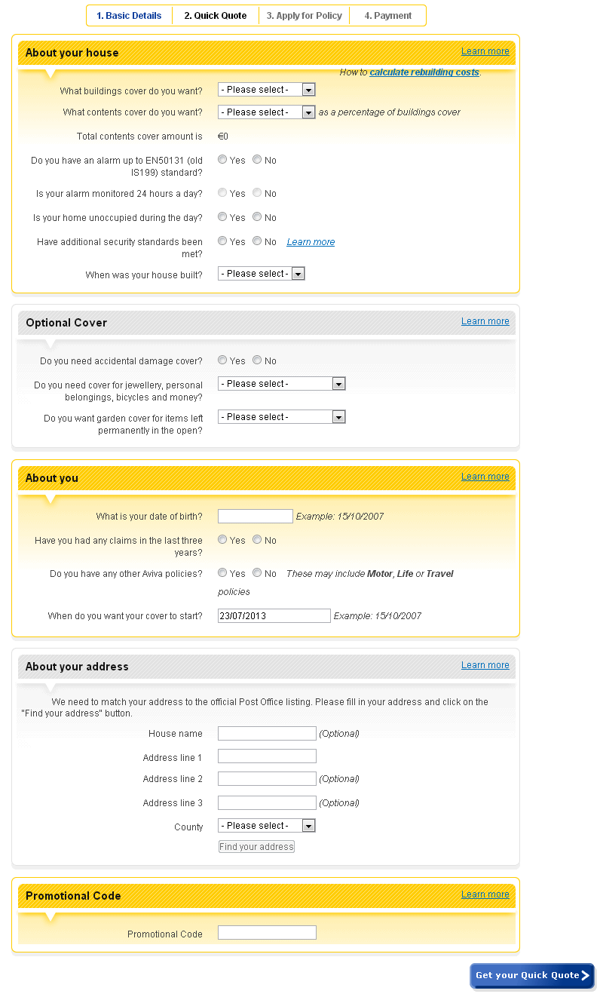 1. Basic Details 2. Quick Quote 3. Apply for Policy 4. Payment
About your house Learn more
How to calculate rebuilding costs.
What buildings cover do you want? - Please select -
What contents cover do you want? - Please select - as a percentage of buildings cover
Total contents cover amount is €0
Do you have an alarm up to EN50131 (old
IS199) standard? Yes No
Is your alarm monitored 24 hours a day? Yes No
Is your home unoccupied during the day? Yes No
Have additional security standards been
met? Yes No Learn more
When was your house built? - Please select -
Optional Cover Learn more
Do you need accidental damage cover? Yes No
Do you need cover for jewellery, personal
belongings, bicycles and money? - Please select -
Do you want garden cover for items left
permanently in the open? - Please select -
About you Learn more
What is your date of birth? Example: 15/10/2007
Have you had any claims in the last three
years? Yes No
Do you have any other Aviva policies? Yes No These may include Motor, Life or Travel
policies
When do you want your cover to start? 23/07/2013 Example: 15/10/2007
About your address Learn more
We need to match your address to the official Post Office listing. Please fill in your address and click on the
"Find your address" button.
House name (Optional)
Address line 1
Address line 2 (Optional)
Address line 3 (Optional)
County - Please select -
Find your address
Promotional Code Learn more
Promotional Code
Get your Quick Quote